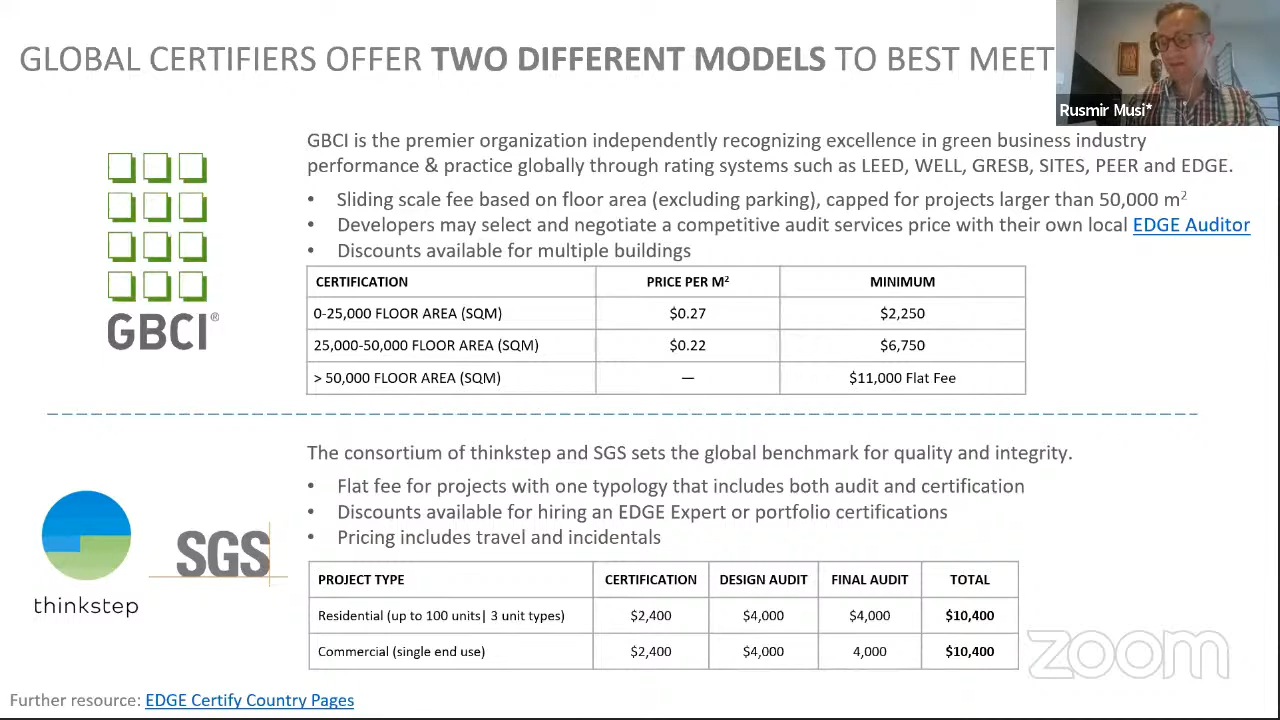 GLOBAL CERTIFIERS OFFER TWO DIFFERENT MODELS TO BEST MEET
Rusmir Musi*
GBCI is the premier organization independently recognizing excellence in green business industry
performance & practice globally through rating systems such as LEED, WELL, GRESB, SITES, PEER and EDGE.
• Sliding scale fee based on floor area (excluding parking), capped for projects larger than 50,000 m²
• Developers may select and negotiate a competitive audit services price with their own local EDGE Auditor
• Discounts available for multiple buildings
GBCI®
CERTIFICATION PRICE PER M² MINIMUM
0-25,000 FLOOR AREA (SQM) $0.27 $2,250
25,000-50,000 FLOOR AREA (SQM) $0.22 $6,750
> 50,000 FLOOR AREA (SQM) — $11,000 Flat Fee
The consortium of thinkstep and SGS sets the global benchmark for quality and integrity.
• Flat fee for projects with one typology that includes both audit and certification
• Discounts available for hiring an EDGE Expert or portfolio certifications
• Pricing includes travel and incidentals
thinkstep
SGS
PROJECT TYPE CERTIFICATION DESIGN AUDIT FINAL AUDIT TOTAL
Residential (up to 100 units| 3 unit types) $2,400 $4,000 $4,000 $10,400
Commercial (single end use) $2,400 $4,000 4,000 $10,400
zoom
Further resource: EDGE Certify Country Pages